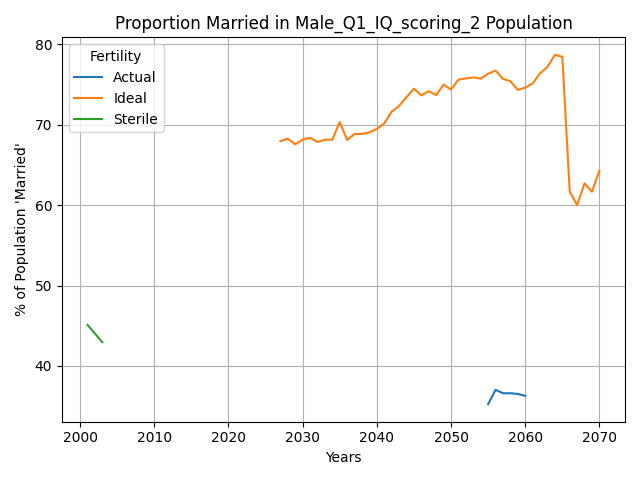 Proportion Married in Male_Q1_IQ_scoring_2 Population
Fertility
Actual
Ideal
Sterile
% of Population 'Married'
80
70
60
50
40
2000 2010 2020 2030 2040 2050 2060 2070
Years